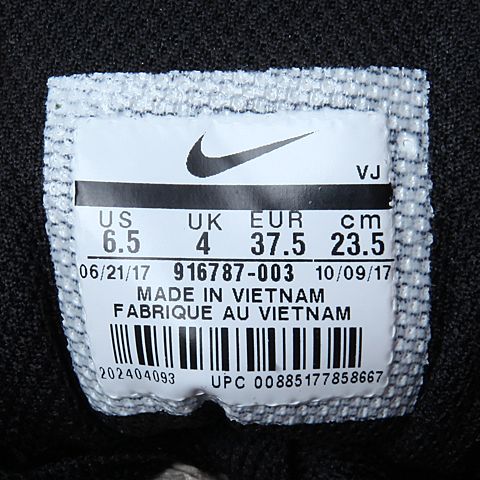 VJ
US UK EUR cm
6.5 4 37.5 23.5
06/21/17 916787-003 10/09/17
MADE IN VIETNAM
FABRIQUE AU VIETNAM
202404093 UPC 00885177858667